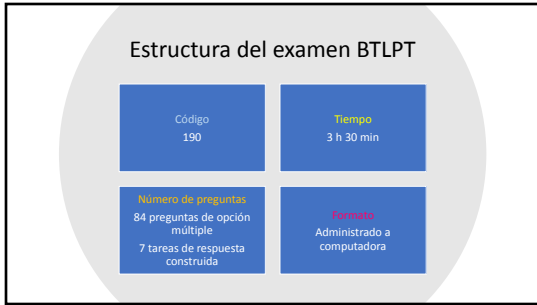 Estructura del examen BTLPT
Código
190
Tiempo
3 h 30 min
Número de preguntas
84 preguntas de opción
múltiple
7 tareas de respuesta
construida
Formato
Administrado a
computadora